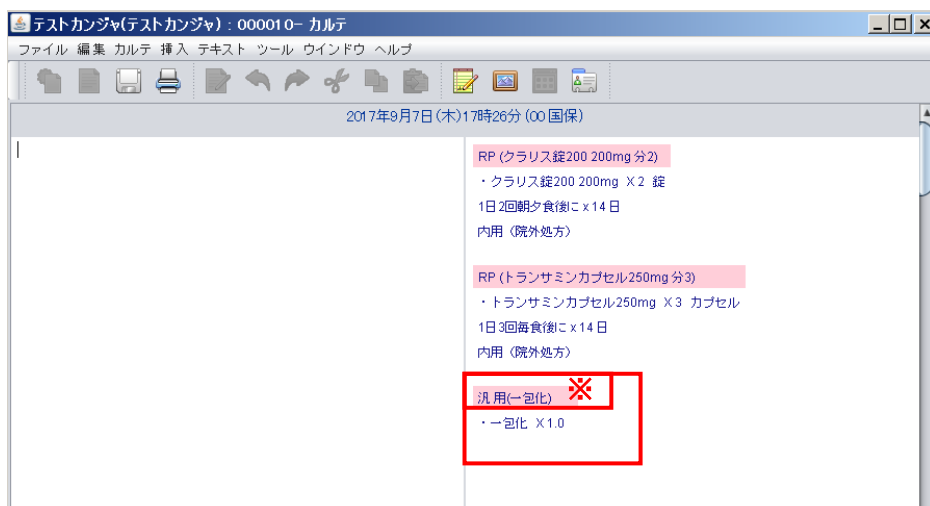 テストカンジャ(テストカンジャ) : 000010- カルテ
ファイル 編集 カルテ 挿入 テキスト ツール ウインドウ ヘルプ
2017年9月7日(木)17時26分 (00 国保)
RP (クラリス錠200 200mg 分2)
・クラリス錠200 200mg X 2 錠
1日2回朝夕食後に x 14 日
内用（院外処方）
RP (トランサミンカプセル250mg 分3)
・トランサミンカプセル250mg X 3 カプセル
1日3回毎食後に x 14 日
内用（院外処方）
汎 用(一包化) ※
・一包化 X 1.0